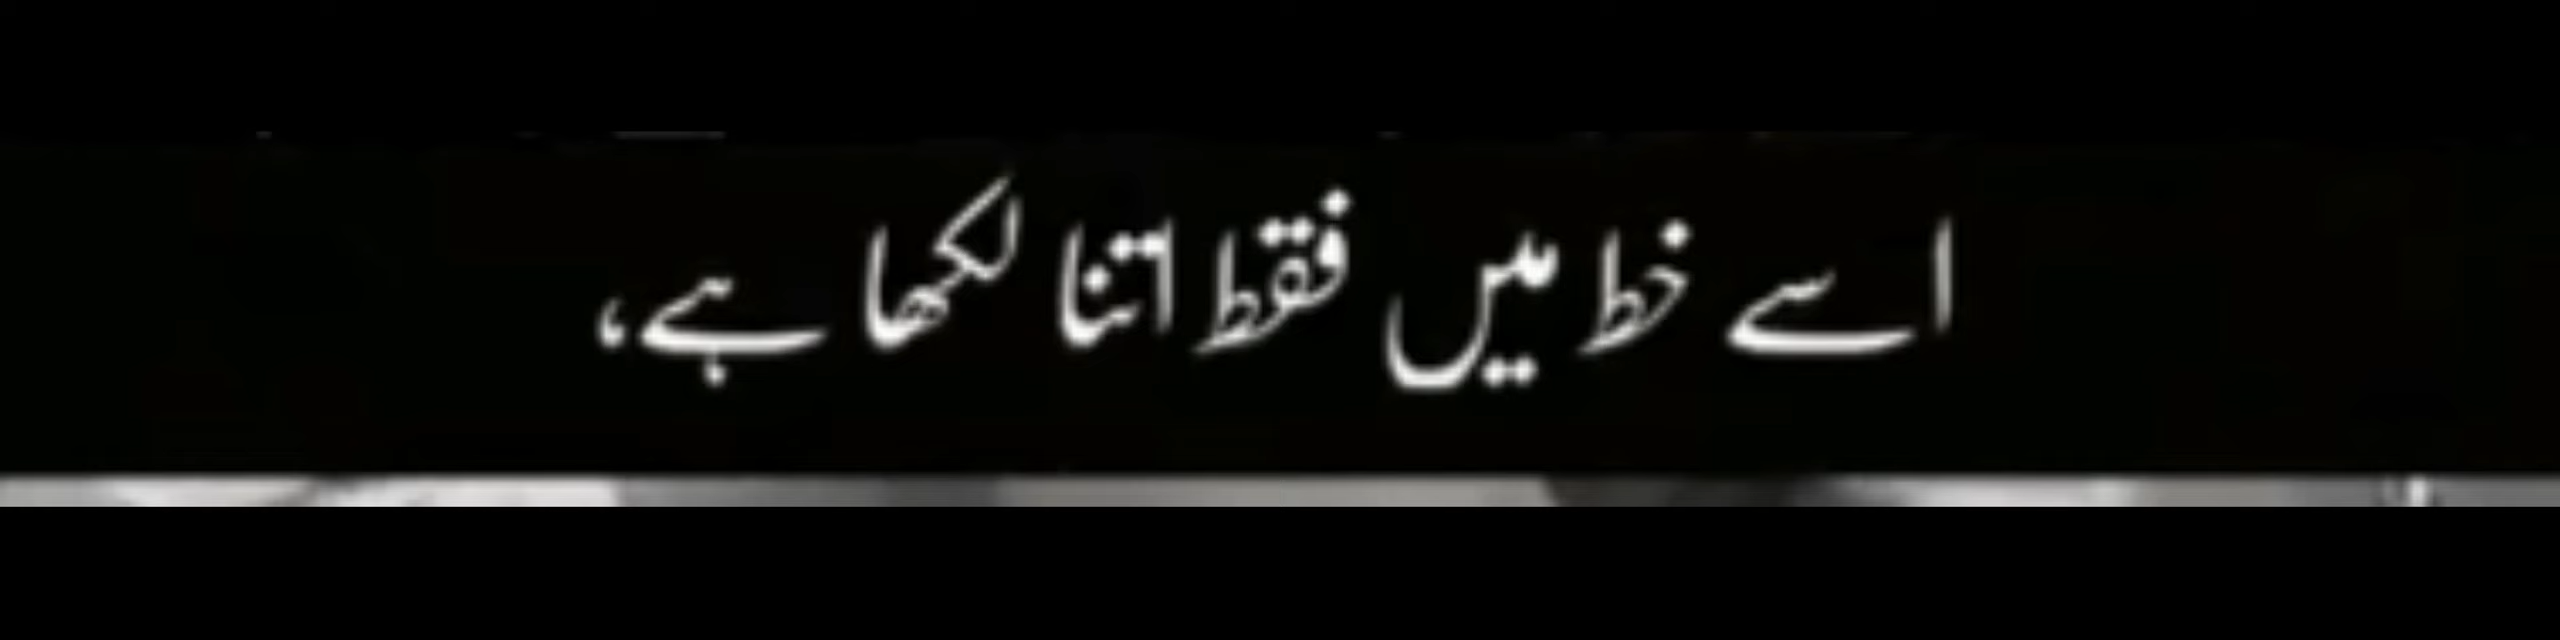 اسے خط میں فقط اتنا لکھا ہے،